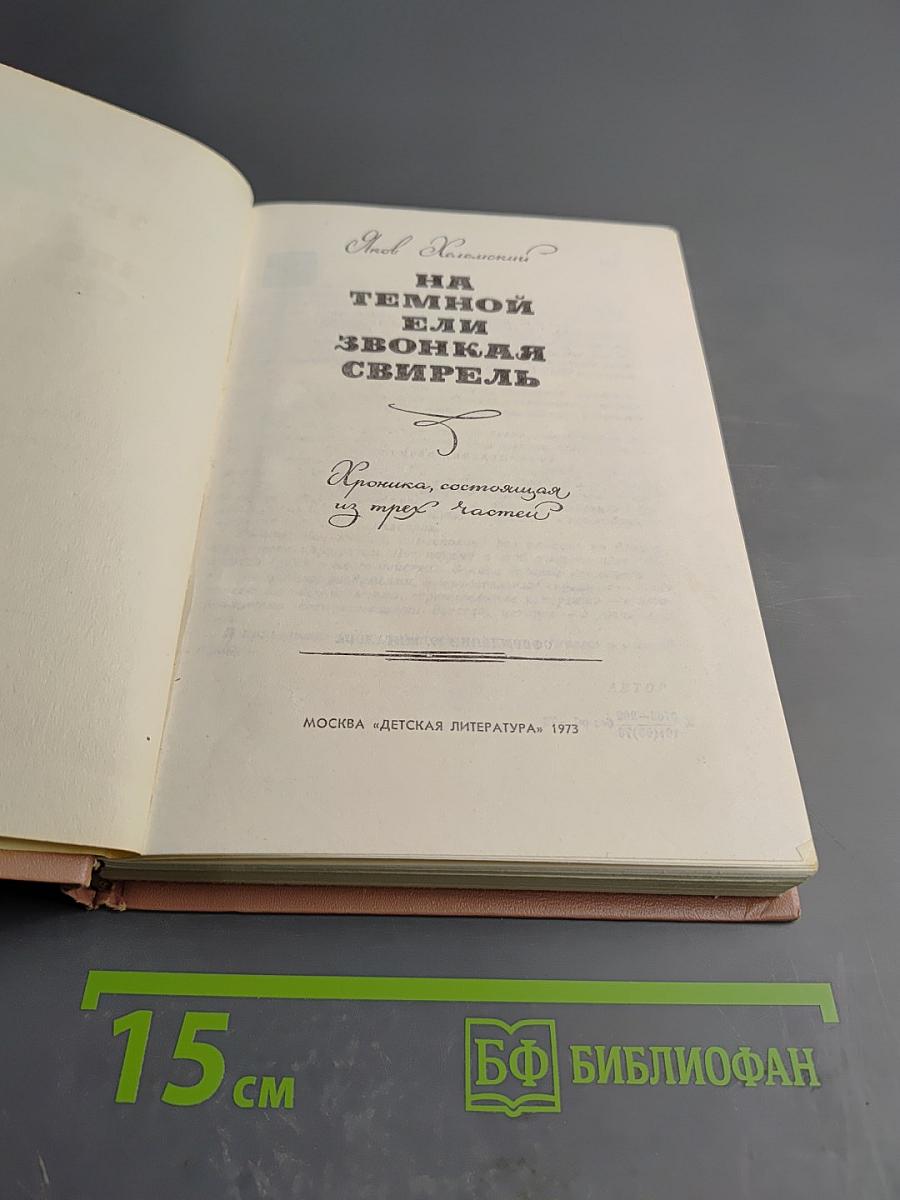 Яков Хелемский
НА
ТЕМНОЙ
ЕЛИ
ЗВОНКАЯ
СВИРЕЛЬ
Хроника, состоящая
из трех частей
МОСКВА «ДЕТСКАЯ ЛИТЕРАТУРА» 1973
15 см
БФ БИБЛИОФАН